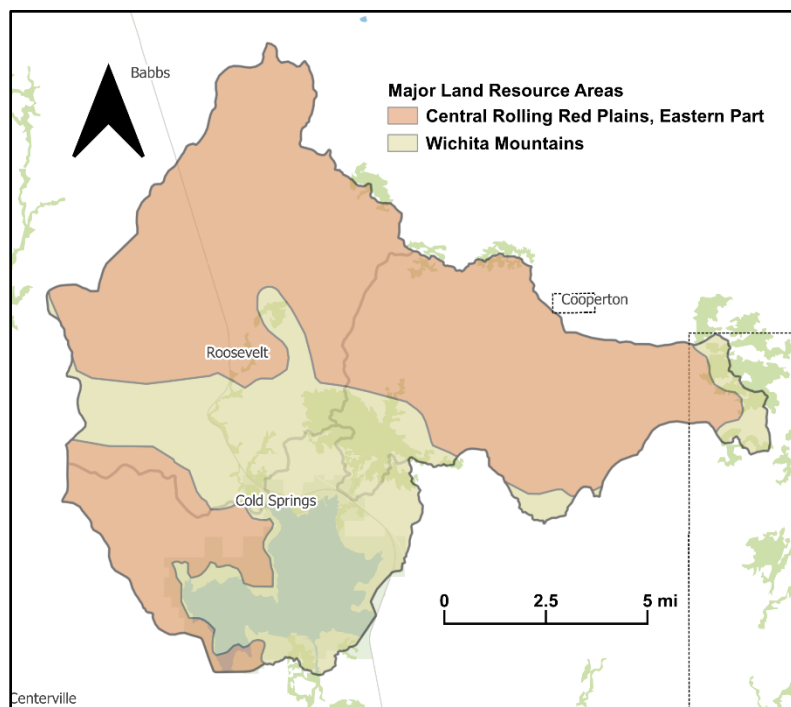 Babbs
Major Land Resource Areas
Central Rolling Red Plains, Eastern Part
Wichita Mountains
Cooperton
Roosevelt
Cold Springs
0 2.5 5 mi
Centerville